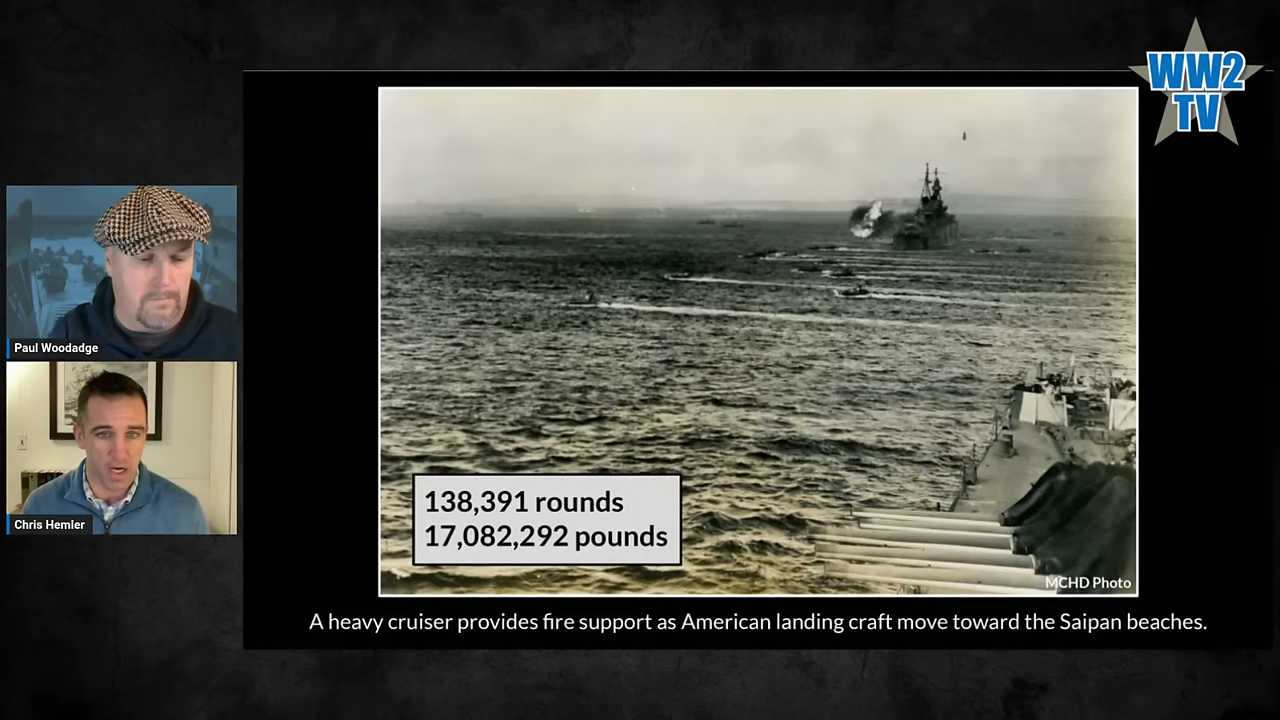 WW2
TV
Paul Woodadge
Chris Hemler
138,391 rounds
17,082,292 pounds
MCHD Photo
A heavy cruiser provides fire support as American landing craft move toward the Saipan beaches.